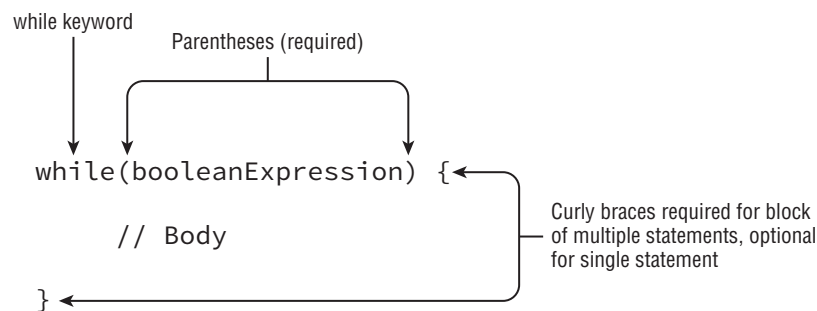 while keyword
Parentheses (required)
while(booleanExpression) {
// Body
Curly braces required for block
of multiple statements, optional
for single statement
}